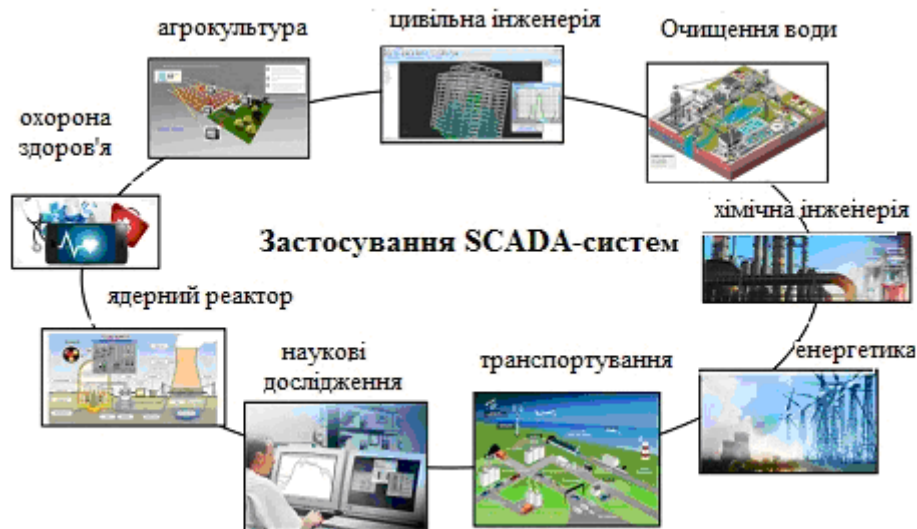 цивільна інженерія
агрокультура
Очищення води
охорона
здоров'я
хімічна інженерія
Застосування SCADA-систем
ядерний реактор
наукові
дослідження
транспортування
енергетика